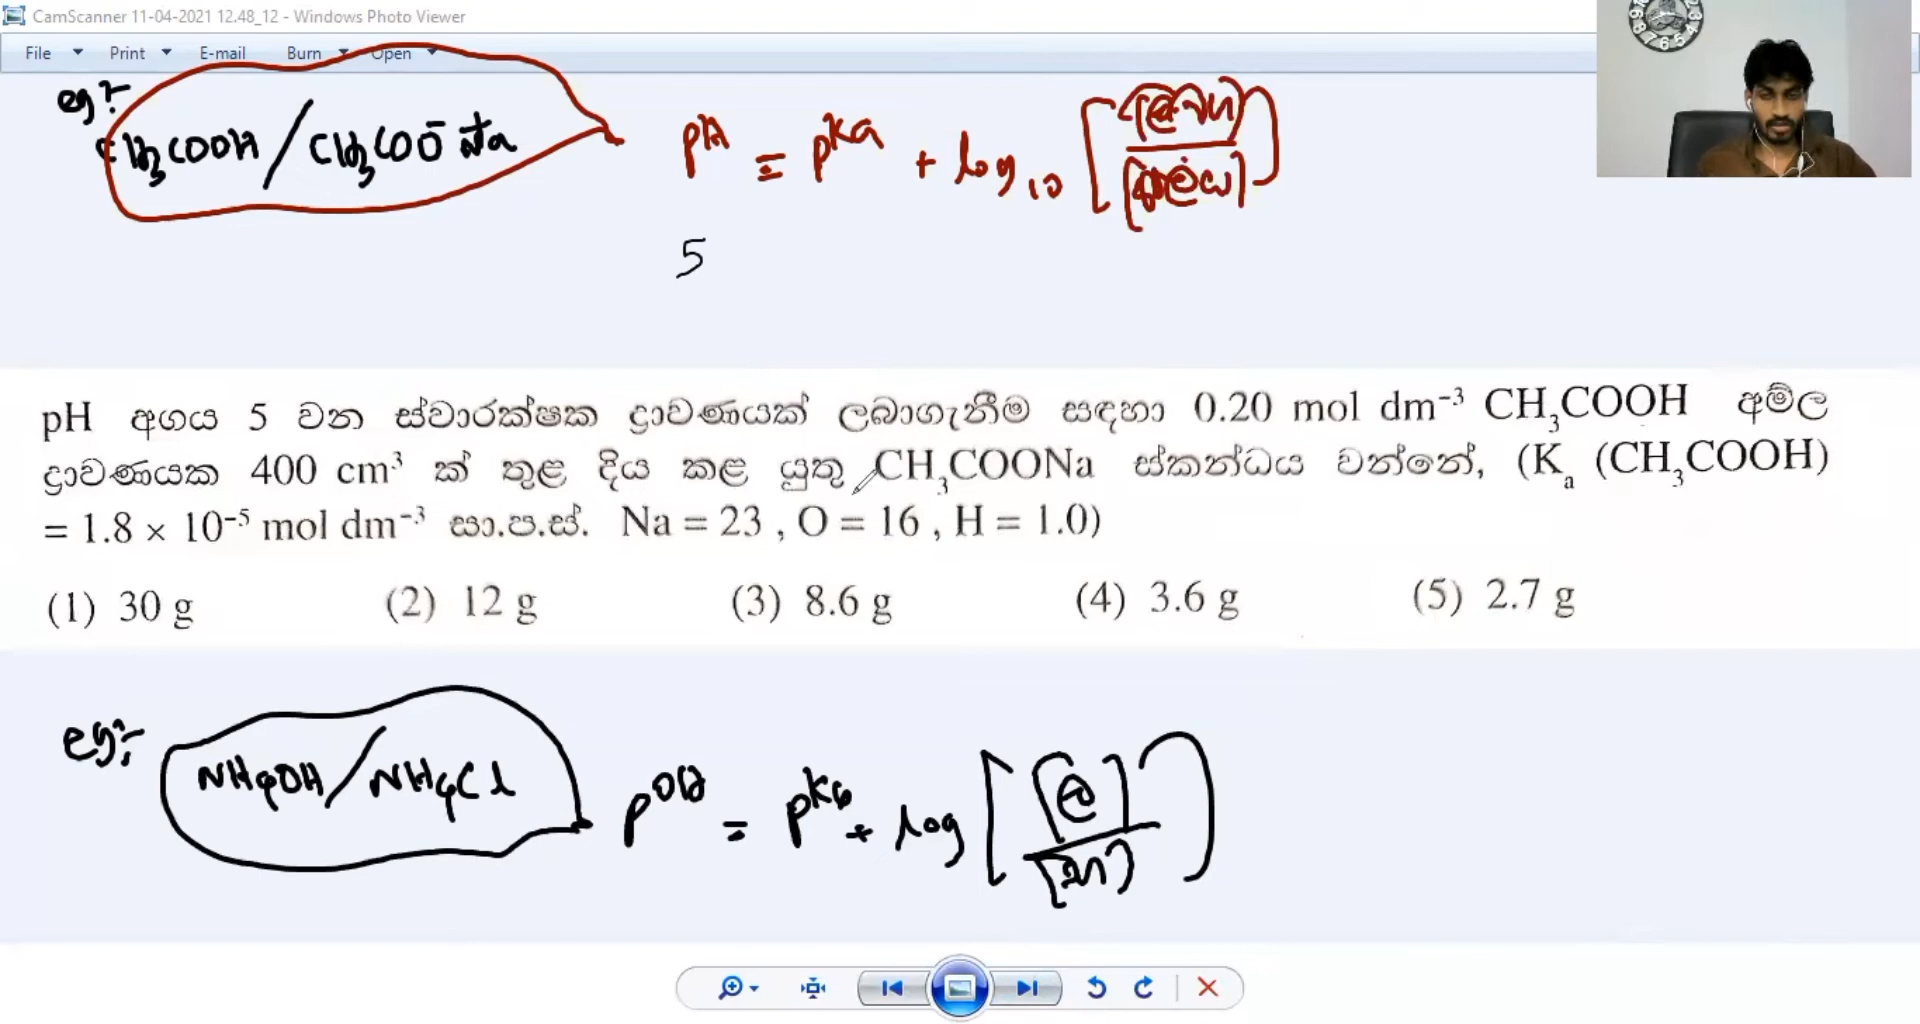 CamScanner 11-04-2021 12.48_12 - Windows Photo Viewer
File Print E-mail Burn Open
eg:-
CH3COOH / CH3COO⁻ Na⁺
pH = pKa + log10
5
pH අගය 5 වන ස්වාරක්ෂක ද්‍රාවණයක් ලබාගැනීම සඳහා 0.20 mol dm⁻³ CH₃COOH අම්ල
ද්‍රාවණයක 400 cm³ ක් තුළ දිය කළ යුතු CH₃COONa ස්කන්ධය වන්නේ, (Kₐ (CH₃COOH)
= 1.8 × 10⁻⁵ mol dm⁻³ සා.ප.ස්. Na = 23 , O = 16 , H = 1.0)
(1) 30 g (2) 12 g (3) 8.6 g (4) 3.6 g (5) 2.7 g
eg:-
NH4OH / NH4Cl pOH = pKb + log